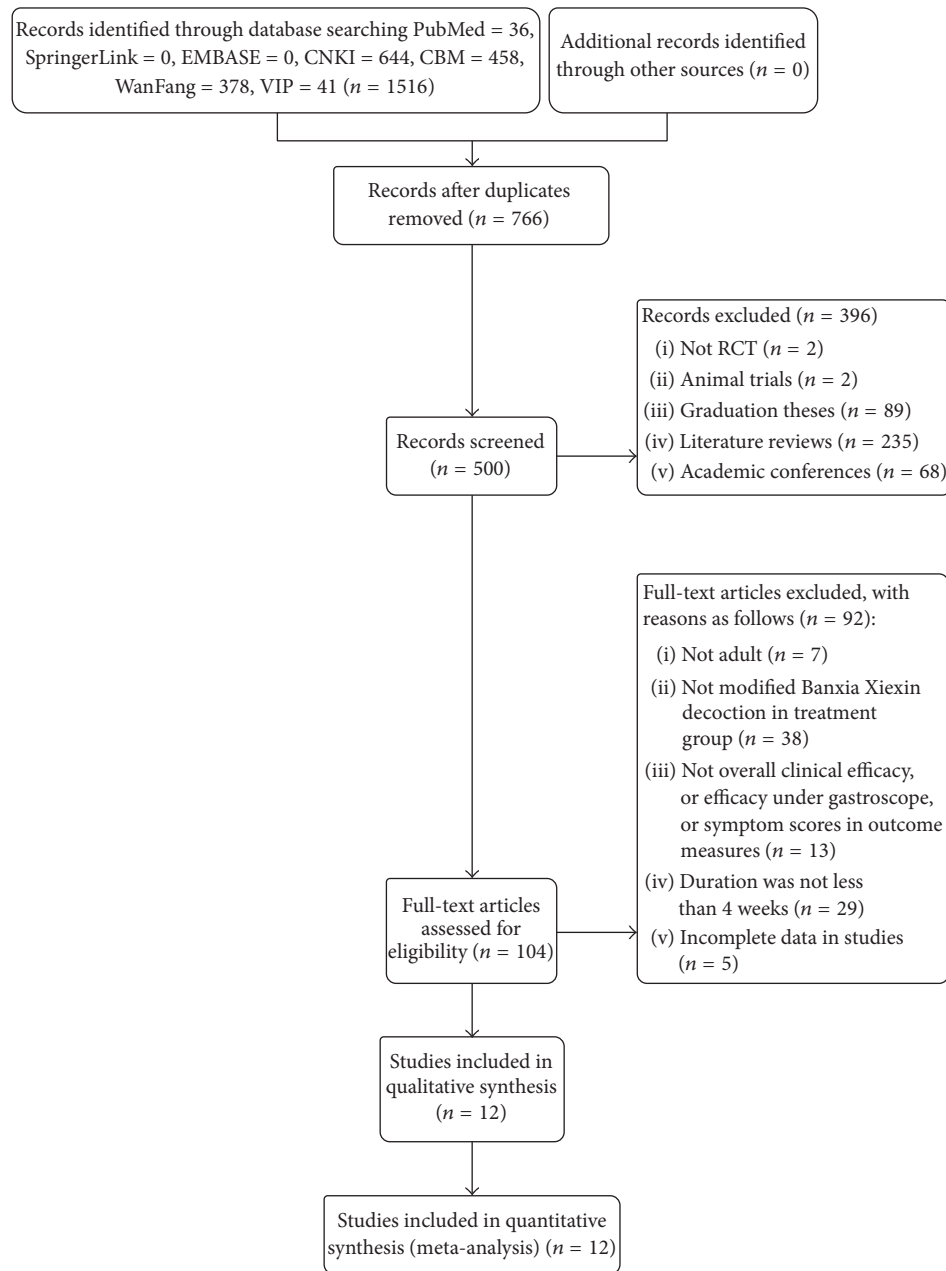 Records identified through database searching PubMed = 36,
SpringerLink = 0, EMBASE = 0, CNKI = 644, CBM = 458,
WanFang = 378, VIP = 41 (n = 1516)
Additional records identified
through other sources (n = 0)
Records after duplicates
removed (n = 766)
Records excluded (n = 396)
(i) Not RCT (n = 2)
(ii) Animal trials (n = 2)
(iii) Graduation theses (n = 89)
(iv) Literature reviews (n = 235)
(v) Academic conferences (n = 68)
Records screened
(n = 500)
Full-text articles excluded, with
reasons as follows (n = 92):
(i) Not adult (n = 7)
(ii) Not modified Banxia Xiexin
decoction in treatment
group (n = 38)
(iii) Not overall clinical efficacy,
or efficacy under gastroscope,
or symptom scores in outcome
measures (n = 13)
(iv) Duration was not less
than 4 weeks (n = 29)
(v) Incomplete data in studies
(n = 5)
Full-text articles
assessed for
eligibility (n = 104)
Studies included in
qualitative synthesis
(n = 12)
Studies included in quantitative
synthesis (meta-analysis) (n = 12)